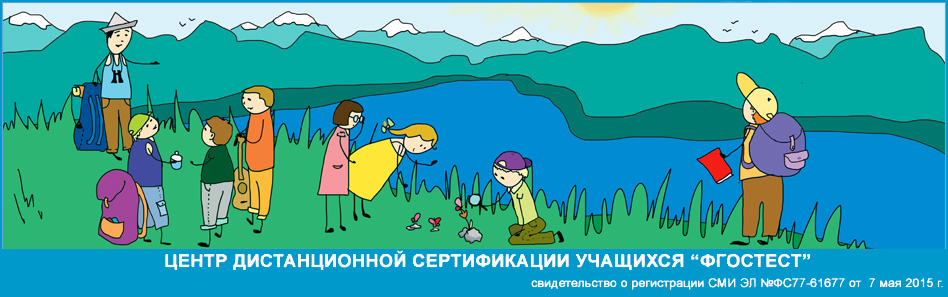 ЦЕНТР ДИСТАНЦИОННОЙ СЕРТИФИКАЦИИ УЧАЩИХСЯ “ФГОСТЕСТ”
свидетельство о регистрации СМИ ЭЛ №ФС77-61677 от 7 мая 2015 г.